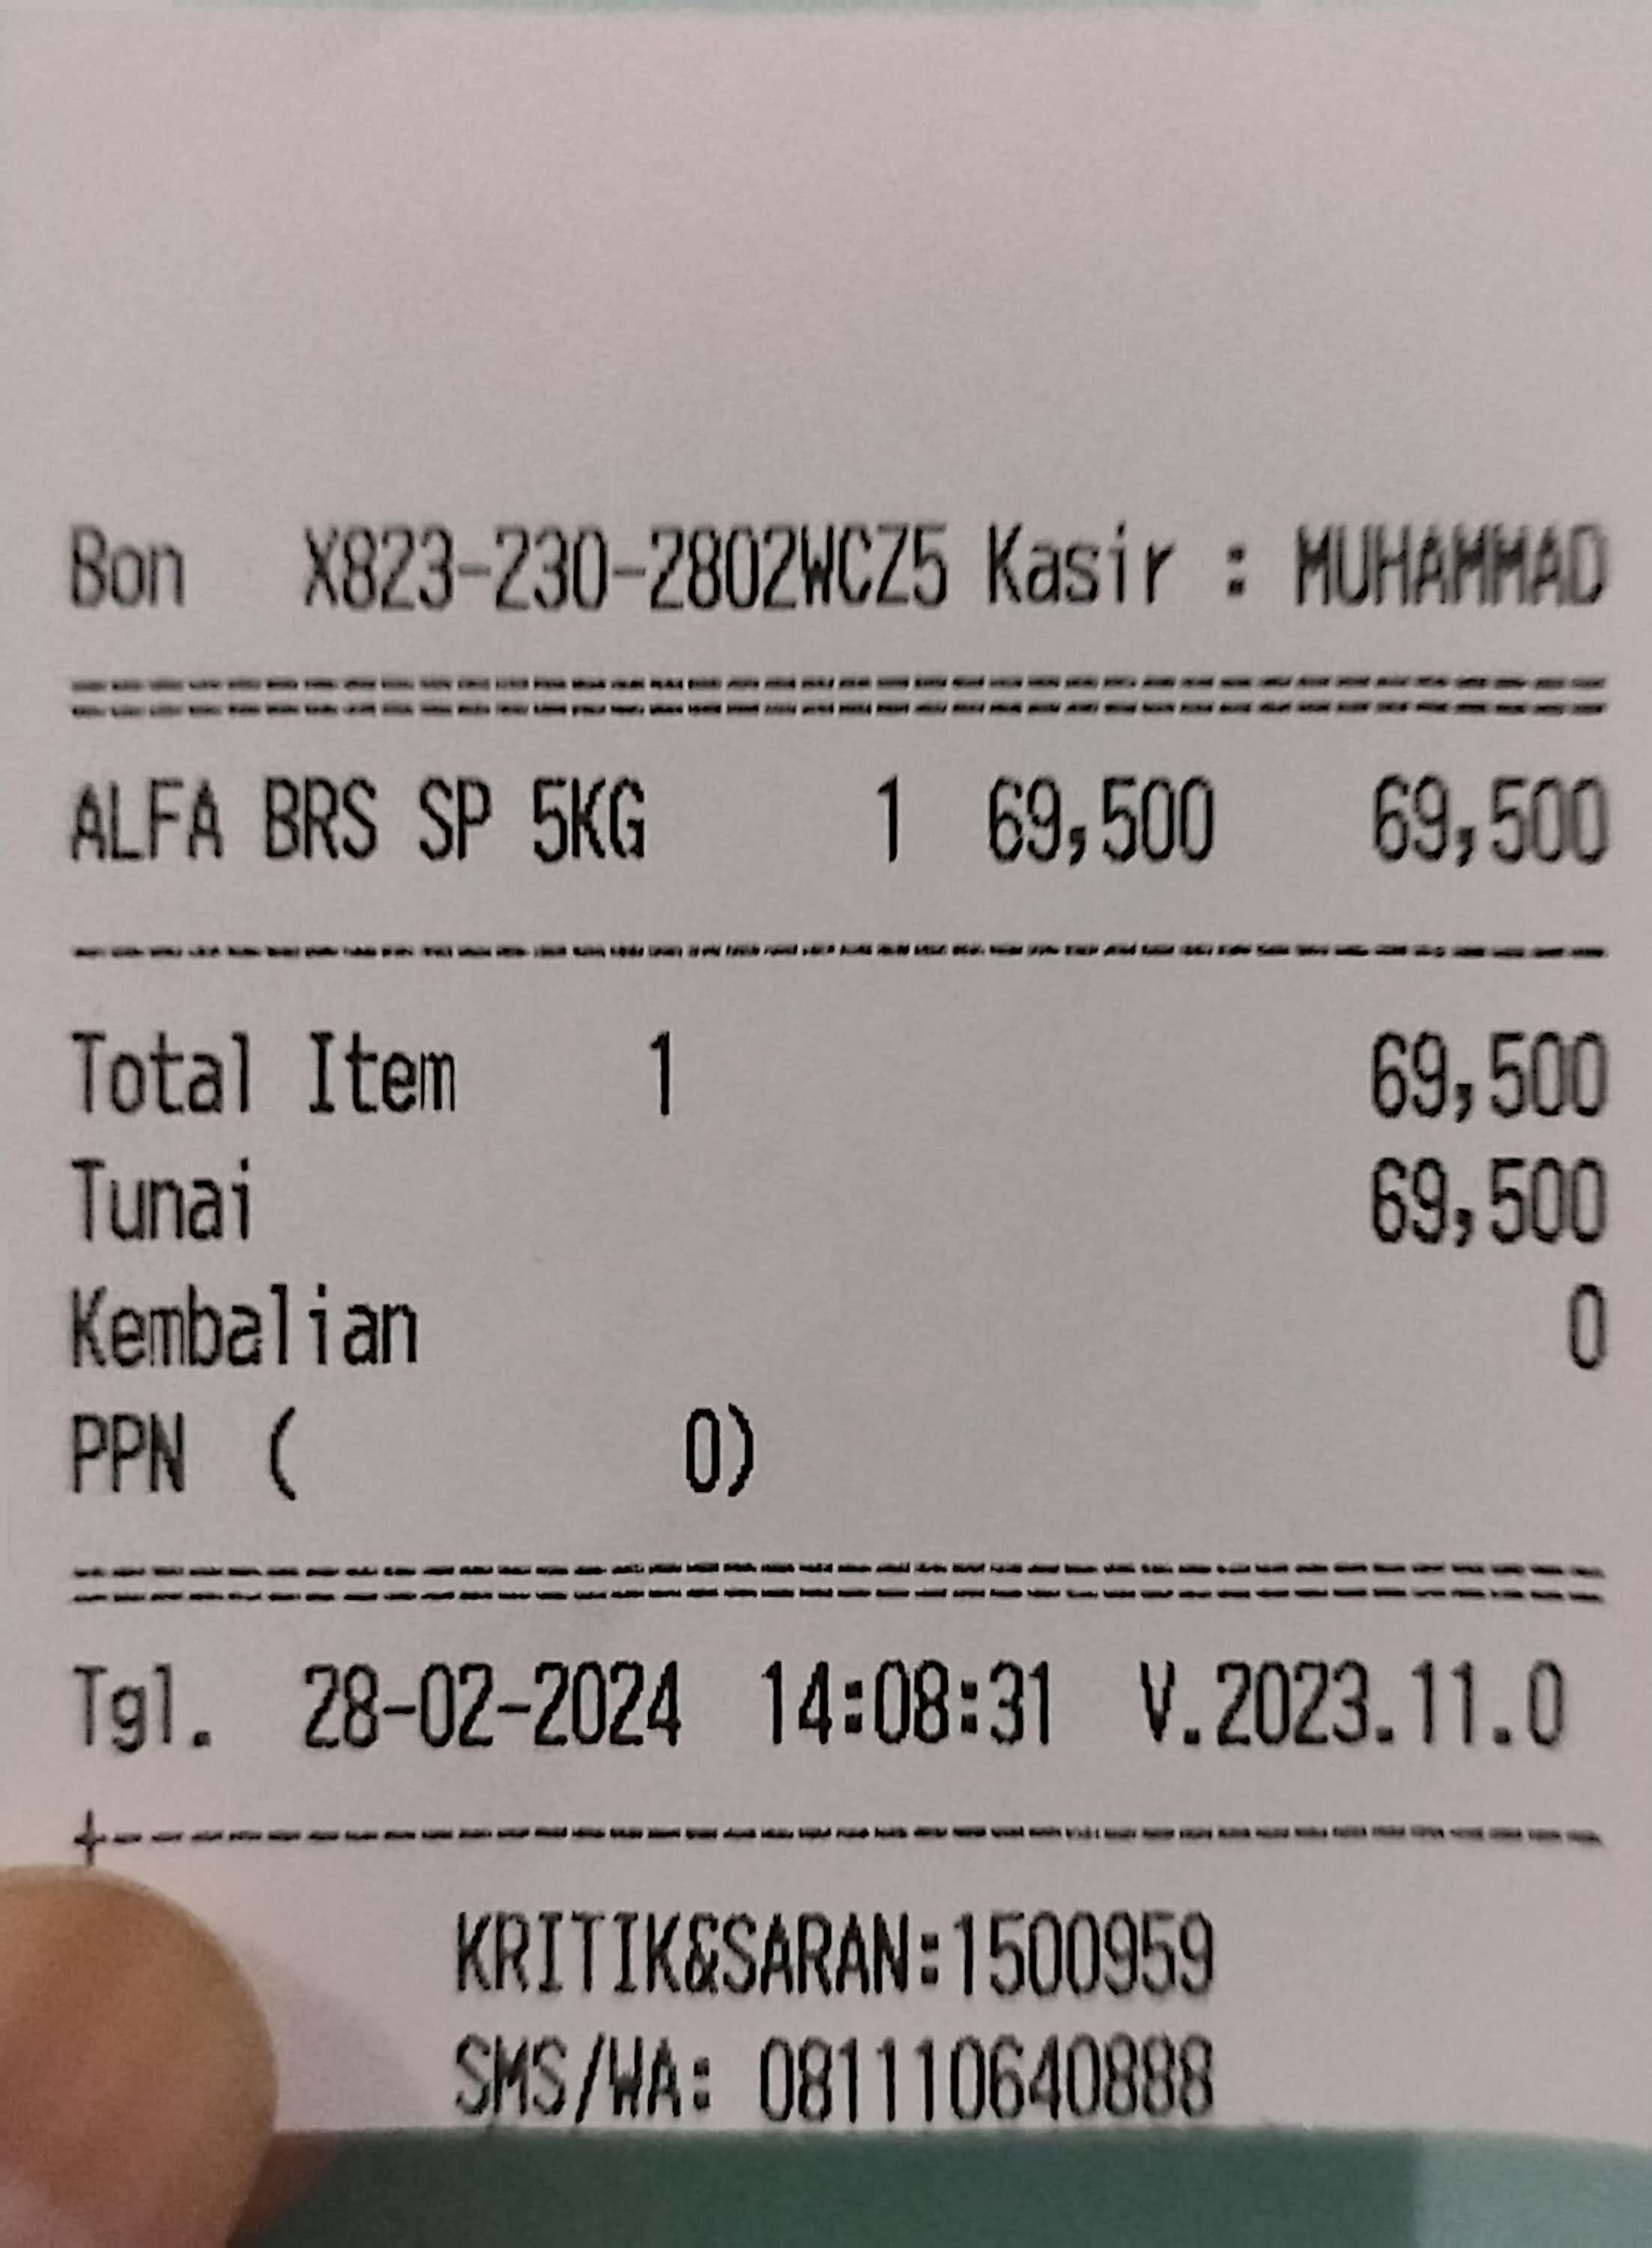 Bon X823-230-2802WCZ5 Kasir : MUHAMMAD
ALFA BRS SP 5KG 1 69,500 69,500
Total Item 1 69,500
Tunai 69,500
Kembalian 0
PPN ( 0)
Tgl. 28-02-2024 14:08:31 V.2023.11.0
KRITIK&SARAN:1500959
SMS/WA: 081110640888